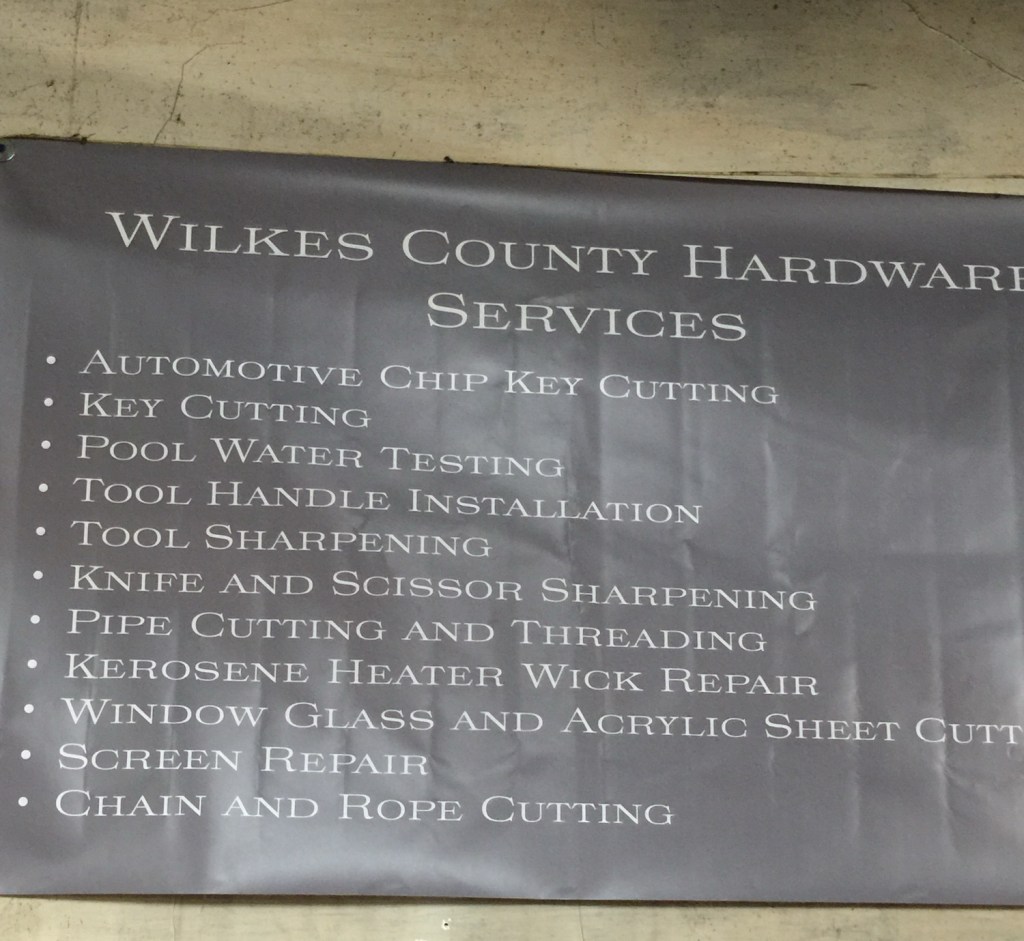 WILKES COUNTY HARDWARE
SERVICES
• AUTOMOTIVE CHIP KEY CUTTING
• KEY CUTTING
• POOL WATER TESTING
• TOOL HANDLE INSTALLATION
• TOOL SHARPENING
• KNIFE AND SCISSOR SHARPENING
• PIPE CUTTING AND THREADING
• KEROSENE HEATER WICK REPAIR
• WINDOW GLASS AND ACRYLIC SHEET CUTT
• SCREEN REPAIR
• CHAIN AND ROPE CUTTING